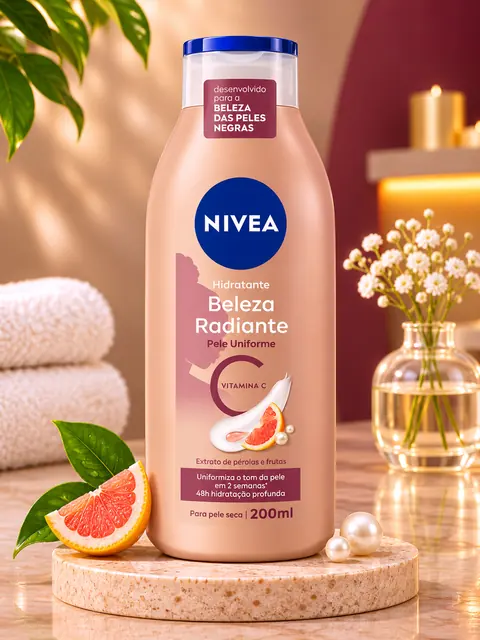 desenvolvido
para a
BELEZA
DAS PELES
NEGRAS
NIVEA
Hidratante
Beleza
Radiante
Pele Uniforme
C
VITAMINA C
Extrato de pérolas e frutas
Uniformiza o tom da pele
em 2 semanas*
48h hidratação profunda
Para pele seca | 200ml